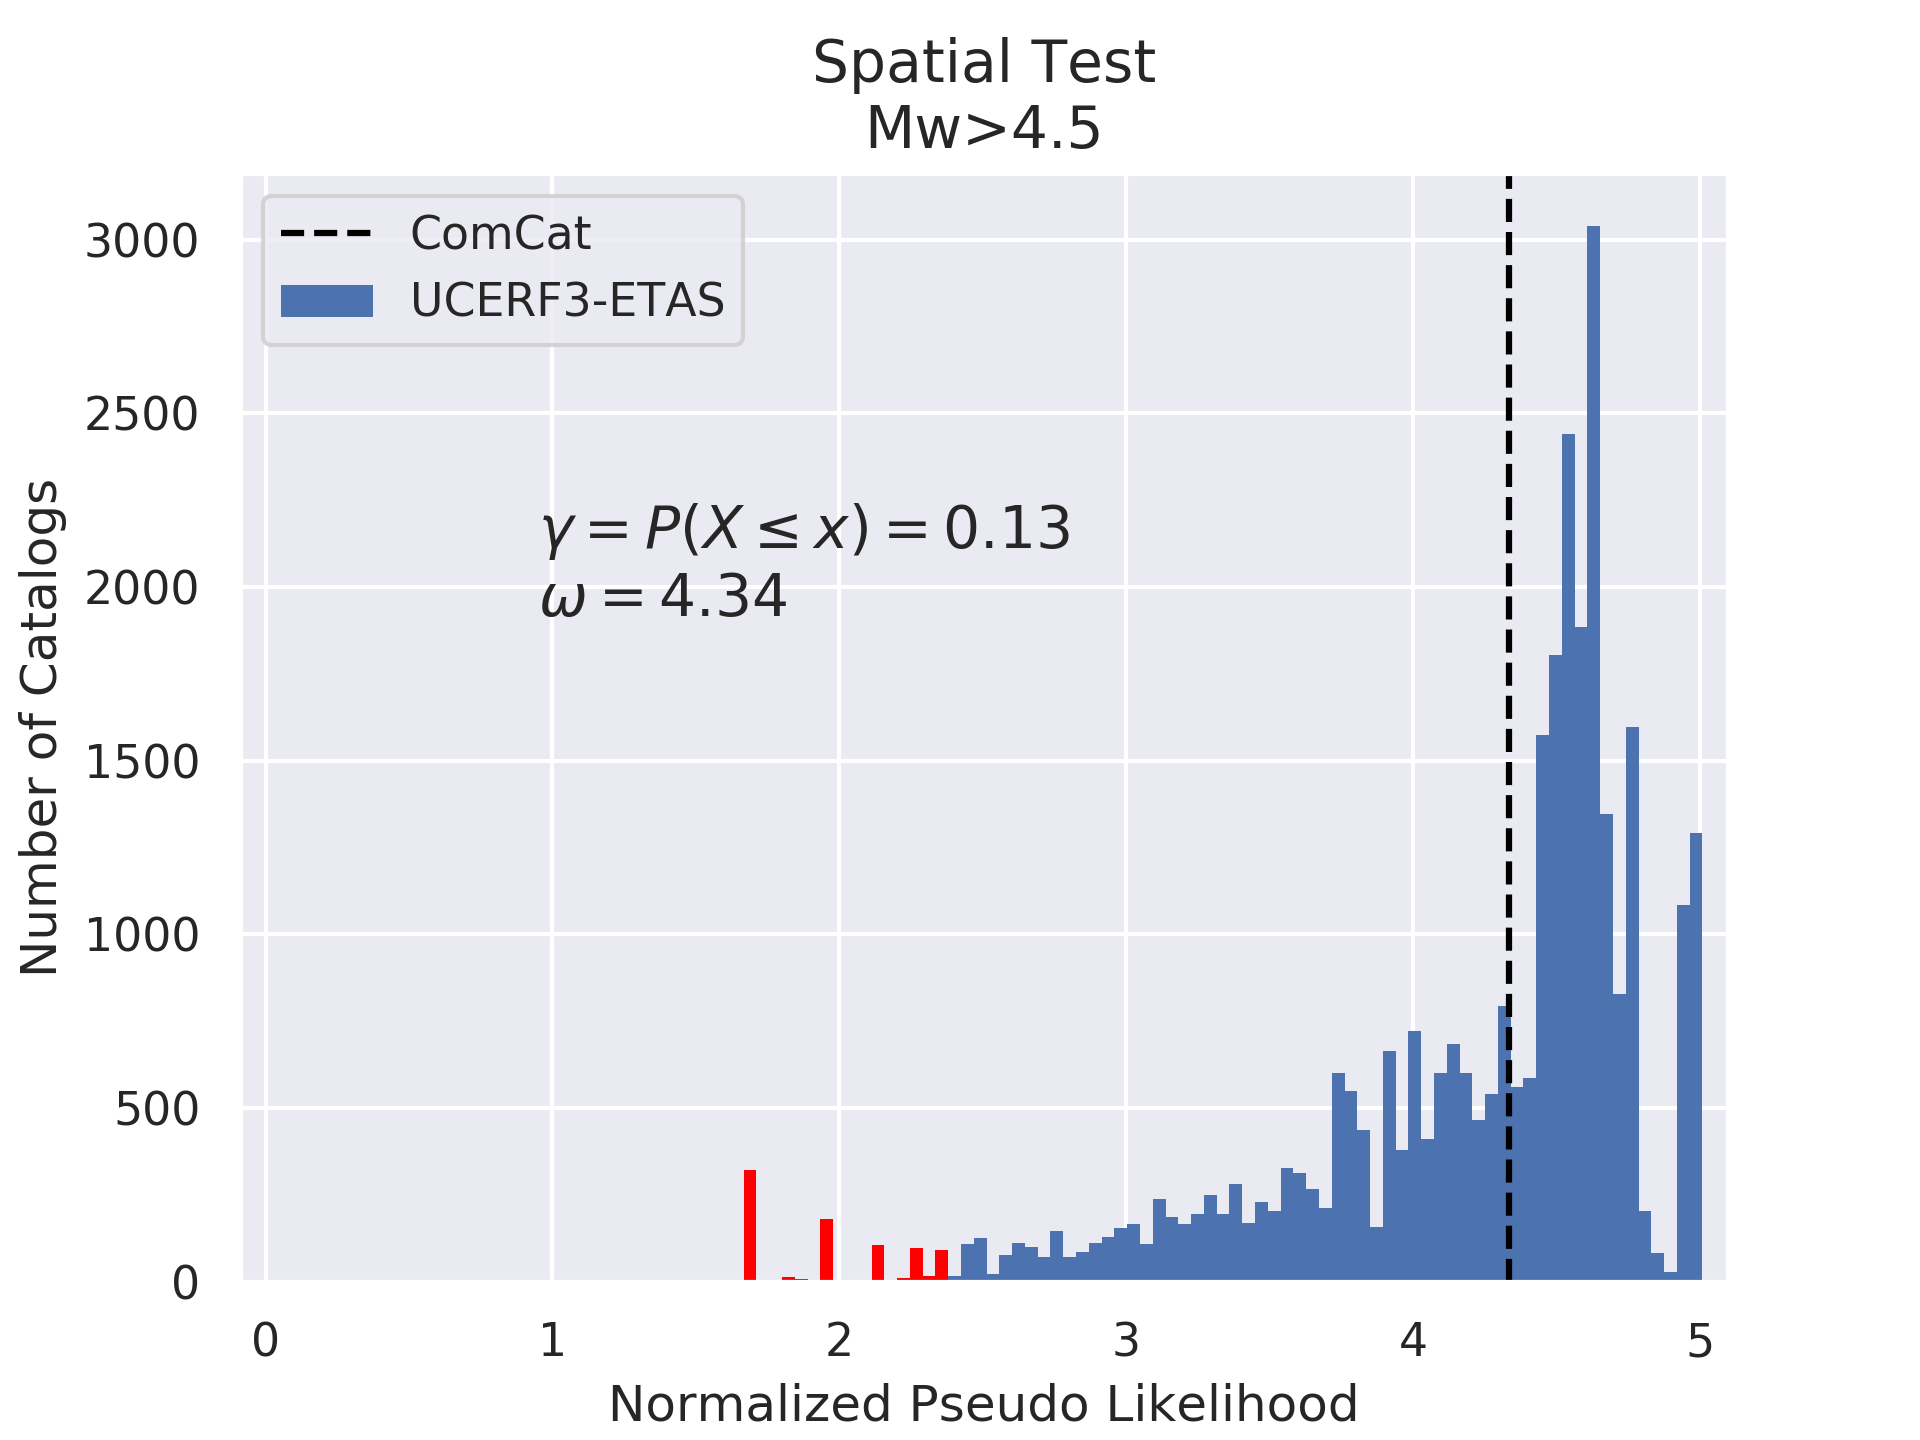 Spatial Test
Mw>4.5
ComCat
UCERF3-ETAS
γ = P(X ≤ x) = 0.13
ω = 4.34
Number of Catalogs
3000
2500
2000
1500
1000
500
0
0 1 2 3 4 5
Normalized Pseudo Likelihood